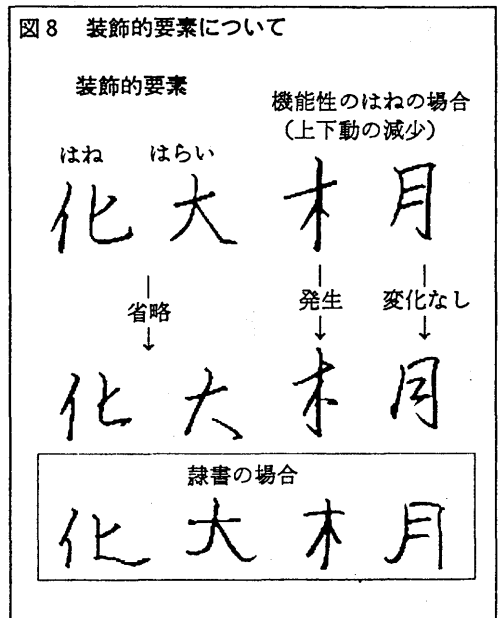 図8 装飾的要素について
装飾的要素
機能性のはねの場合
(上下動の減少)
はね はらい
化 大 木 月
省略 発生 変化なし
化 大 木 月
隷書の場合
化 大 木 月